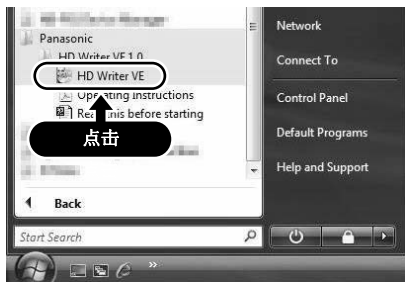 Panasonic
HD Writer VE 1.0
HD Writer VE
Operating Instructions
Read this before starting
点击
Back
Start Search
Network
Connect To
Control Panel
Default Programs
Help and Support